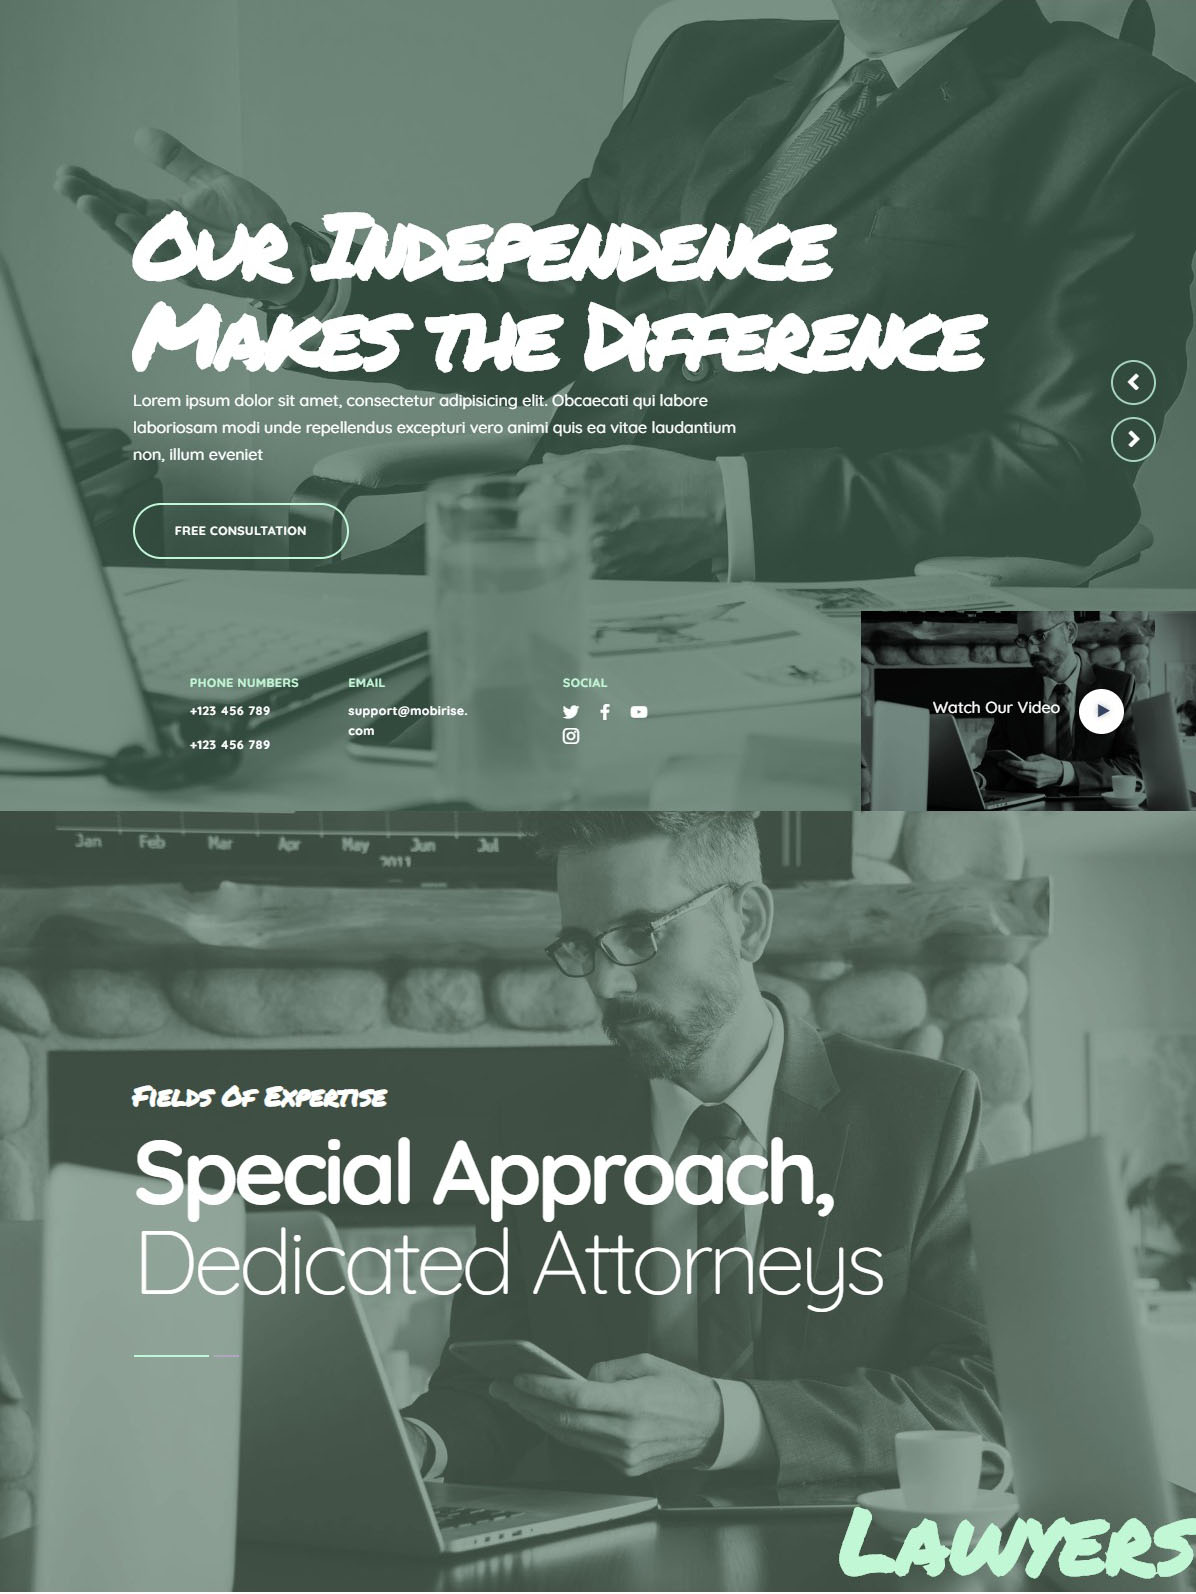 Our Independence
Makes the Difference
Lorem ipsum dolor sit amet, consectetur adipisicing elit. Obcaecati qui labore
laboriosam modi unde repellendus excepturi vero animi quis ea vitae laudantium
non, illum eveniet
FREE CONSULTATION
PHONE NUMBERS
+123 456 789
+123 456 789
EMAIL
support@mobirise.
com
SOCIAL
Watch Our Video
Jan Feb Mar Apr May Jun Jul
2011
Fields Of Expertise
Special Approach,
Dedicated Attorneys
Lawyers